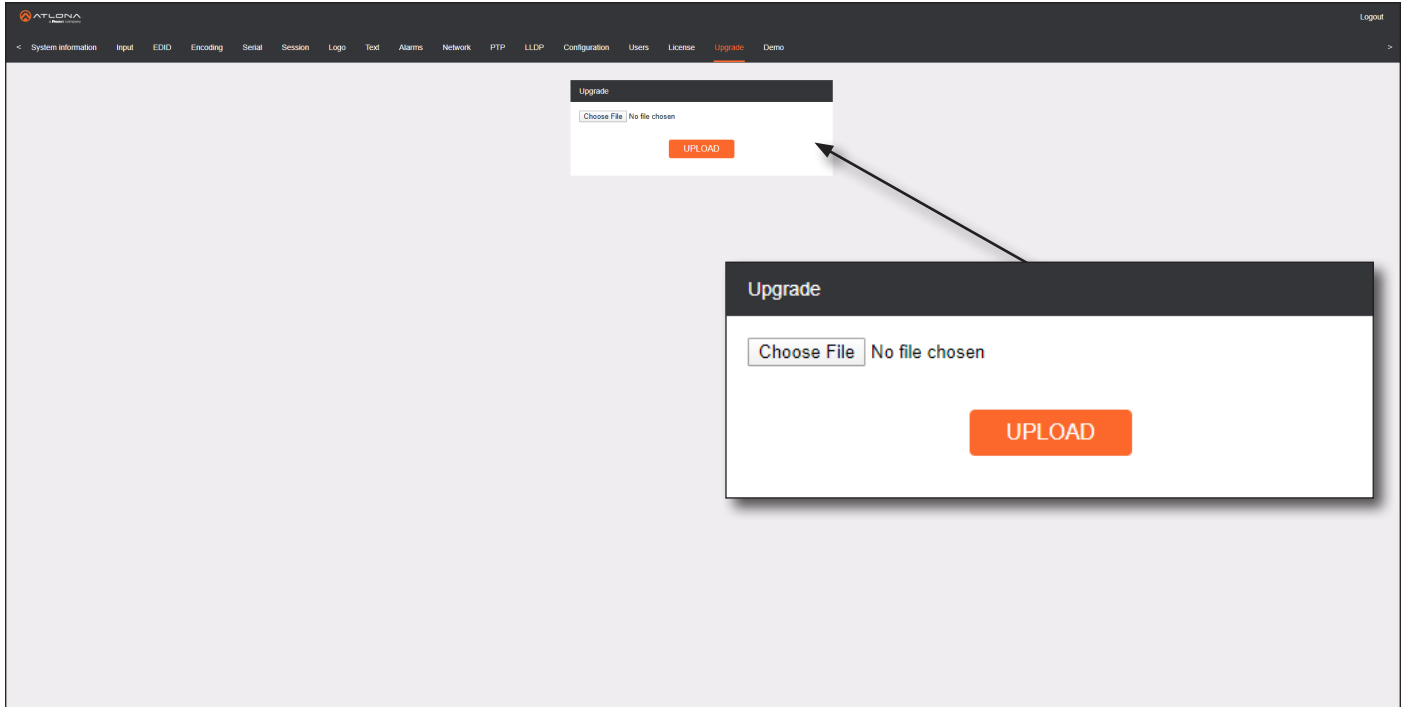 ATLONA
Logout
< System information Input EDID Encoding Serial Session Logo Text Alarms Network PTP LLDP Configuration Users License Upgrade Demo >
Upgrade
Choose File No file chosen
UPLOAD
Upgrade
Choose File No file chosen
UPLOAD